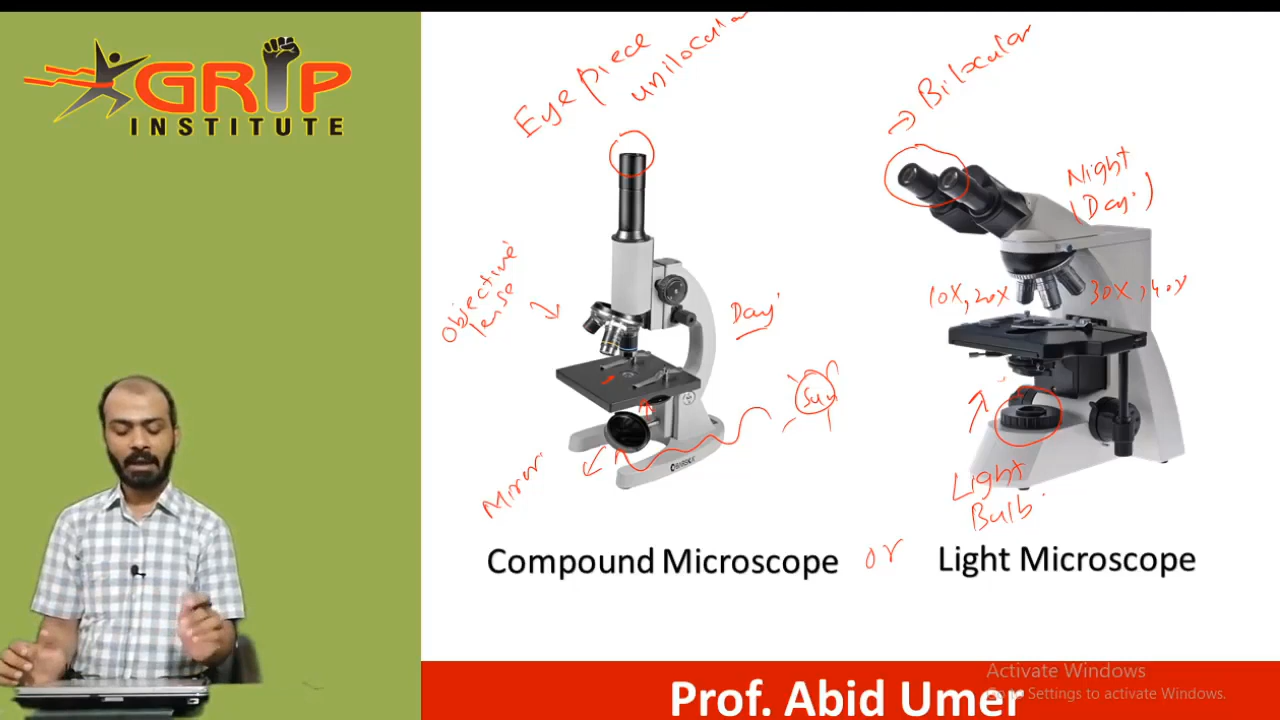 GRIP
INSTITUTE
Eye piece
unilocular
→ Bilocular
Night
(Day)
Objective
lense
Day
10X, 20X
30X, 40X
Sun
Mirror
Light
Bulb
Compound Microscope or Light Microscope
Activate Windows
Go to Settings to activate Windows.
Prof. Abid Umer